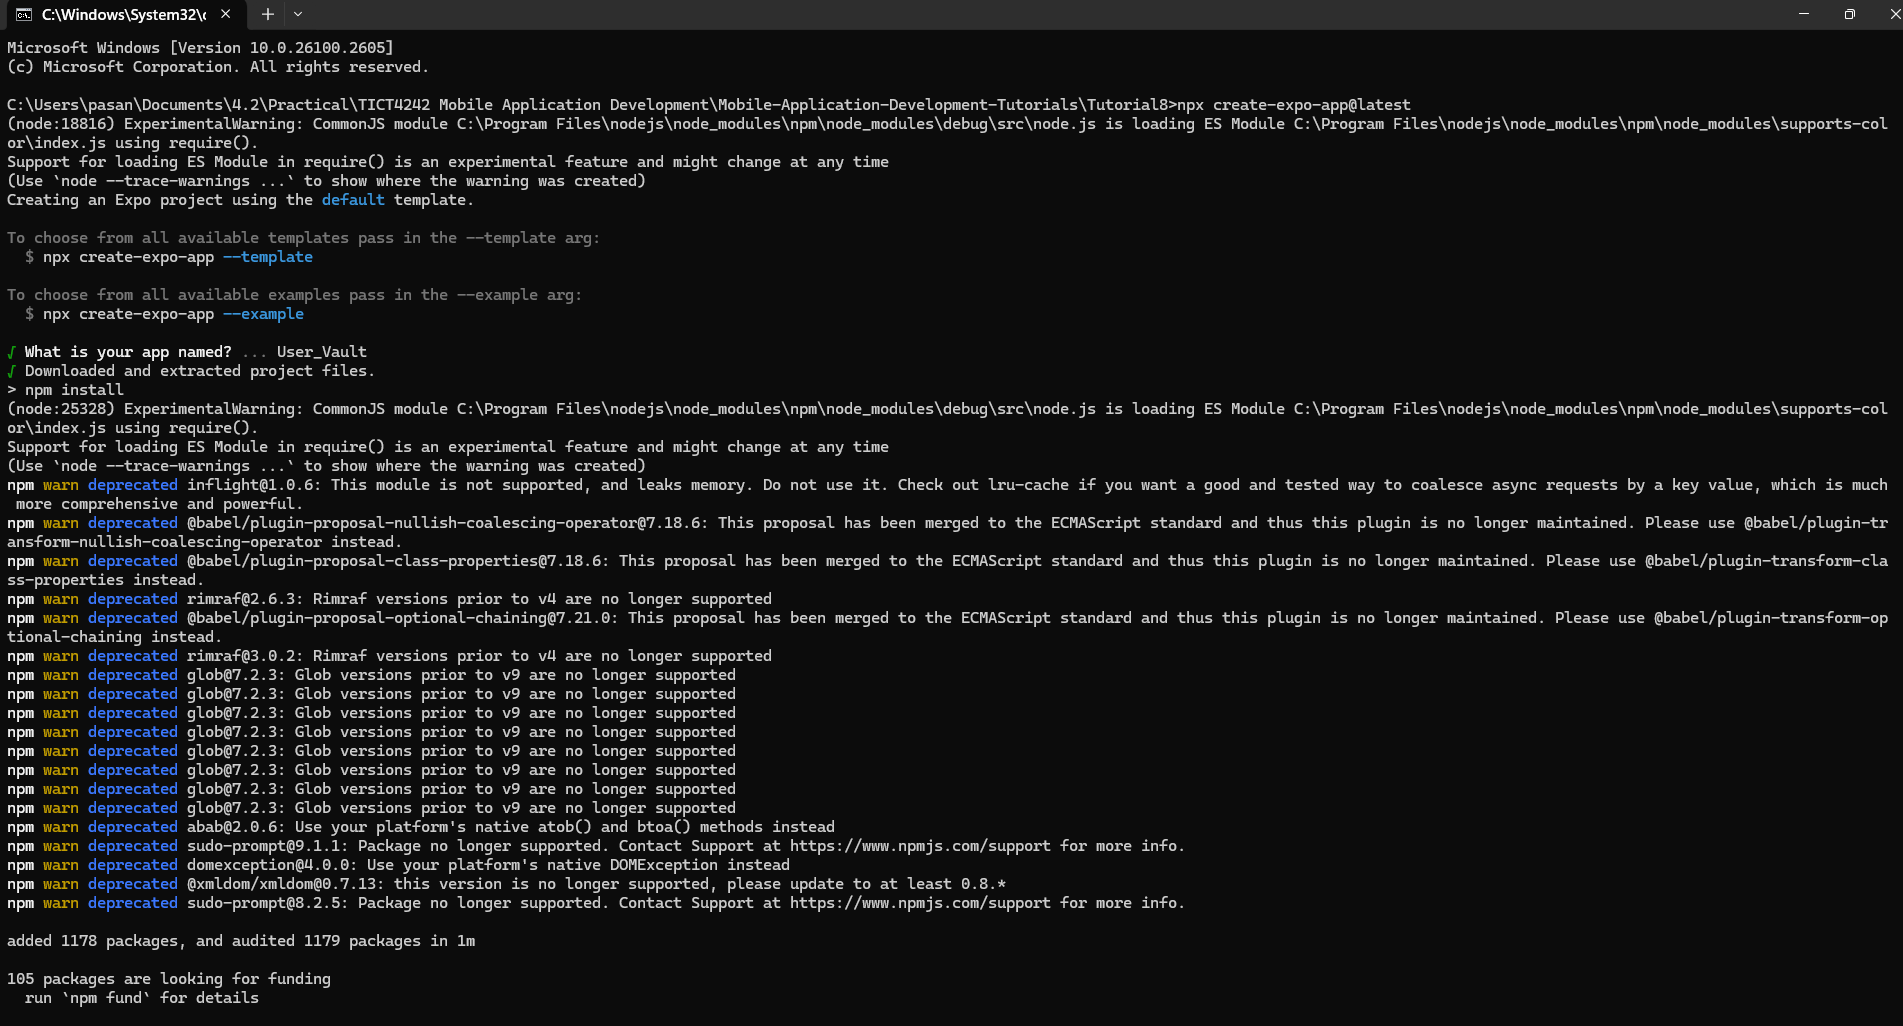 C:\Windows\System32\c
Microsoft Windows [Version 10.0.26100.2605]
(c) Microsoft Corporation. All rights reserved.
C:\Users\pasan\Documents\4.2\Practical\TICT4242 Mobile Application Development\Mobile-Application-Development-Tutorials\Tutorial8>npx create-expo-app@latest
(node:18816) ExperimentalWarning: CommonJS module C:\Program Files\nodejs\node_modules\npm\node_modules\debug\src\node.js is loading ES Module C:\Program Files\nodejs\node_modules\npm\node_modules\supports-col
or\index.js using require().
Support for loading ES Module in require() is an experimental feature and might change at any time
(Use `node --trace-warnings ...` to show where the warning was created)
Creating an Expo project using the default template.
To choose from all available templates pass in the --template arg:
$ npx create-expo-app --template
To choose from all available examples pass in the --example arg:
$ npx create-expo-app --example
√ What is your app named? ... User_Vault
√ Downloaded and extracted project files.
> npm install
(node:25328) ExperimentalWarning: CommonJS module C:\Program Files\nodejs\node_modules\npm\node_modules\debug\src\node.js is loading ES Module C:\Program Files\nodejs\node_modules\npm\node_modules\supports-col
or\index.js using require().
Support for loading ES Module in require() is an experimental feature and might change at any time
(Use `node --trace-warnings ...` to show where the warning was created)
npm warn deprecated inflight@1.0.6: This module is not supported, and leaks memory. Do not use it. Check out lru-cache if you want a good and tested way to coalesce async requests by a key value, which is much
more comprehensive and powerful.
npm warn deprecated @babel/plugin-proposal-nullish-coalescing-operator@7.18.6: This proposal has been merged to the ECMAScript standard and thus this plugin is no longer maintained. Please use @babel/plugin-tr
ansform-nullish-coalescing-operator instead.
npm warn deprecated @babel/plugin-proposal-class-properties@7.18.6: This proposal has been merged to the ECMAScript standard and thus this plugin is no longer maintained. Please use @babel/plugin-transform-cla
ss-properties instead.
npm warn deprecated rimraf@2.6.3: Rimraf versions prior to v4 are no longer supported
npm warn deprecated @babel/plugin-proposal-optional-chaining@7.21.0: This proposal has been merged to the ECMAScript standard and thus this plugin is no longer maintained. Please use @babel/plugin-transform-op
tional-chaining instead.
npm warn deprecated rimraf@3.0.2: Rimraf versions prior to v4 are no longer supported
npm warn deprecated glob@7.2.3: Glob versions prior to v9 are no longer supported
npm warn deprecated glob@7.2.3: Glob versions prior to v9 are no longer supported
npm warn deprecated glob@7.2.3: Glob versions prior to v9 are no longer supported
npm warn deprecated glob@7.2.3: Glob versions prior to v9 are no longer supported
npm warn deprecated glob@7.2.3: Glob versions prior to v9 are no longer supported
npm warn deprecated glob@7.2.3: Glob versions prior to v9 are no longer supported
npm warn deprecated glob@7.2.3: Glob versions prior to v9 are no longer supported
npm warn deprecated glob@7.2.3: Glob versions prior to v9 are no longer supported
npm warn deprecated abab@2.0.6: Use your platform's native atob() and btoa() methods instead
npm warn deprecated sudo-prompt@9.1.1: Package no longer supported. Contact Support at https://www.npmjs.com/support for more info.
npm warn deprecated domexception@4.0.0: Use your platform's native DOMException instead
npm warn deprecated @xmldom/xmldom@0.7.13: this version is no longer supported, please update to at least 0.8.*
npm warn deprecated sudo-prompt@8.2.5: Package no longer supported. Contact Support at https://www.npmjs.com/support for more info.
added 1178 packages, and audited 1179 packages in 1m
105 packages are looking for funding
run `npm fund` for details